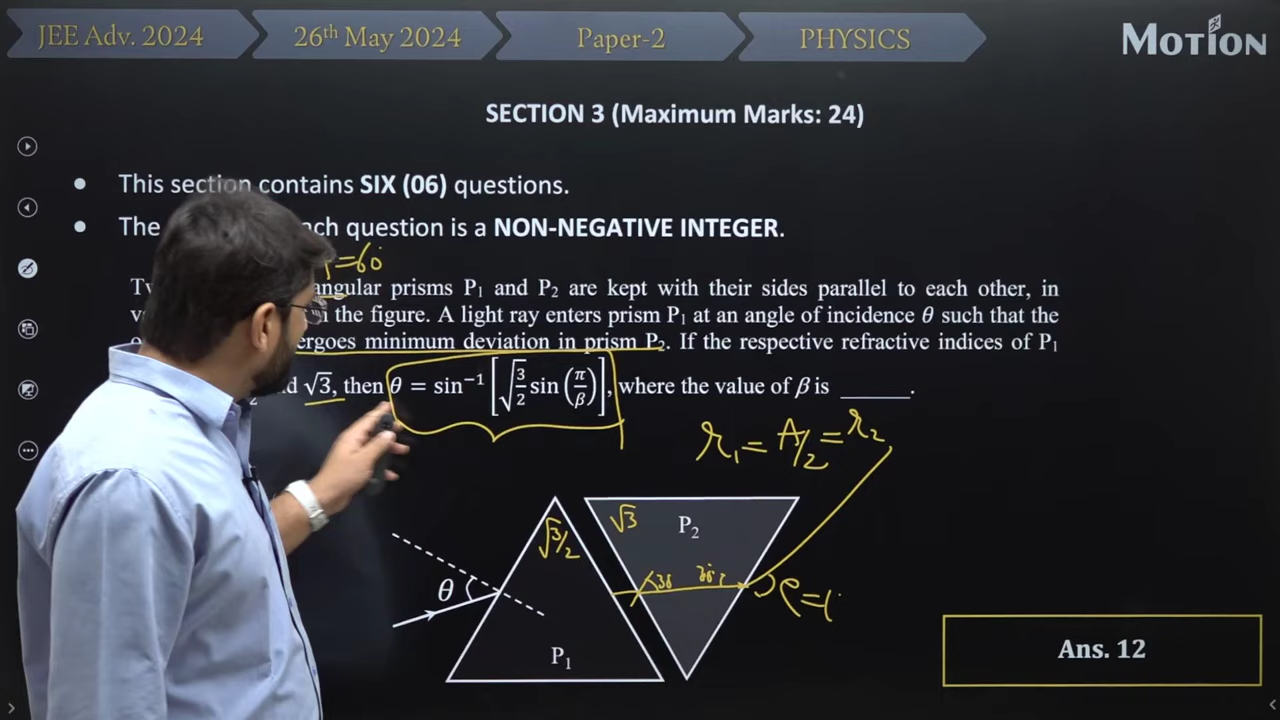 JEE Adv. 2024
26th May 2024
Paper-2
PHYSICS
MOTION
SECTION 3 (Maximum Marks: 24)
• This section contains SIX (06) questions.
• The ch question is a NON-NEGATIVE INTEGER.
=60
angular prisms P₁ and P₂ are kept with their sides parallel to each other, in
the figure. A light ray enters prism P₁ at an angle of incidence θ such that the
ergoes minimum deviation in prism P₂. If the respective refractive indices of P₁
√3, then θ = sin⁻¹ [√(3/2) sin (π/β)], where the value of β is ______.
r₁ = A/2 = r₂
√3/2
√3
P₂
30
30°
θ
e=i
P₁
Ans. 12